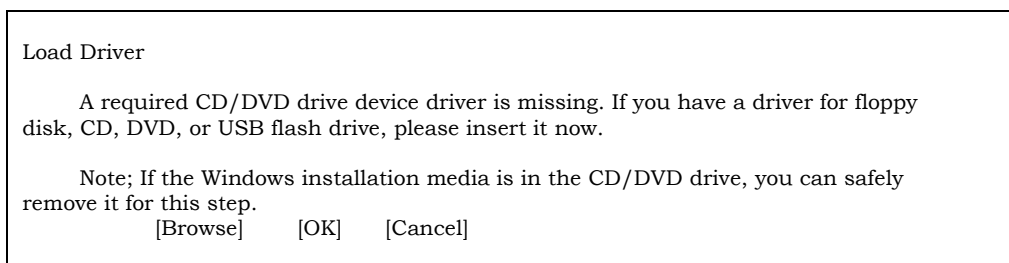 Load Driver
A required CD/DVD drive device driver is missing. If you have a driver for floppy
disk, CD, DVD, or USB flash drive, please insert it now.
Note; If the Windows installation media is in the CD/DVD drive, you can safely
remove it for this step.
[Browse] [OK] [Cancel]